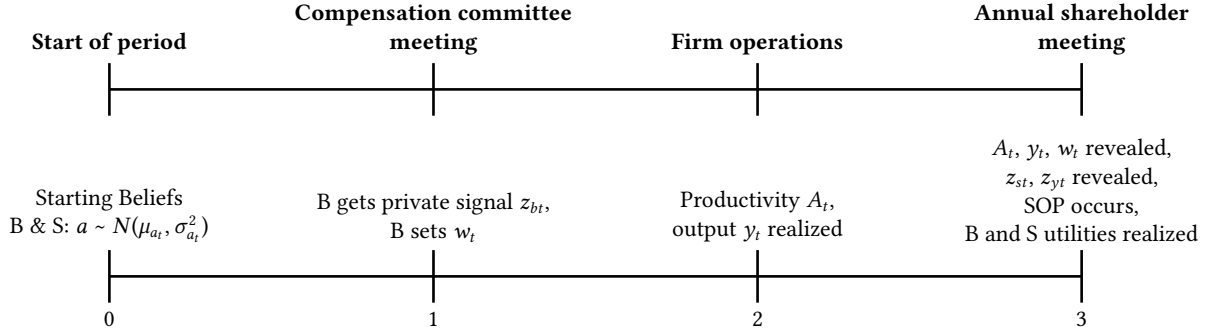 Start of period
Compensation committee
meeting
Firm operations
Annual shareholder
meeting
Starting Beliefs
B & S: a ~ N(μ_{a_t}, σ²_{a_t})
B gets private signal z_{bt},
B sets w_t
Productivity A_t,
output y_t realized
A_t, y_t, w_t revealed,
z_{st}, z_{yt} revealed,
SOP occurs,
B and S utilities realized
0
1
2
3